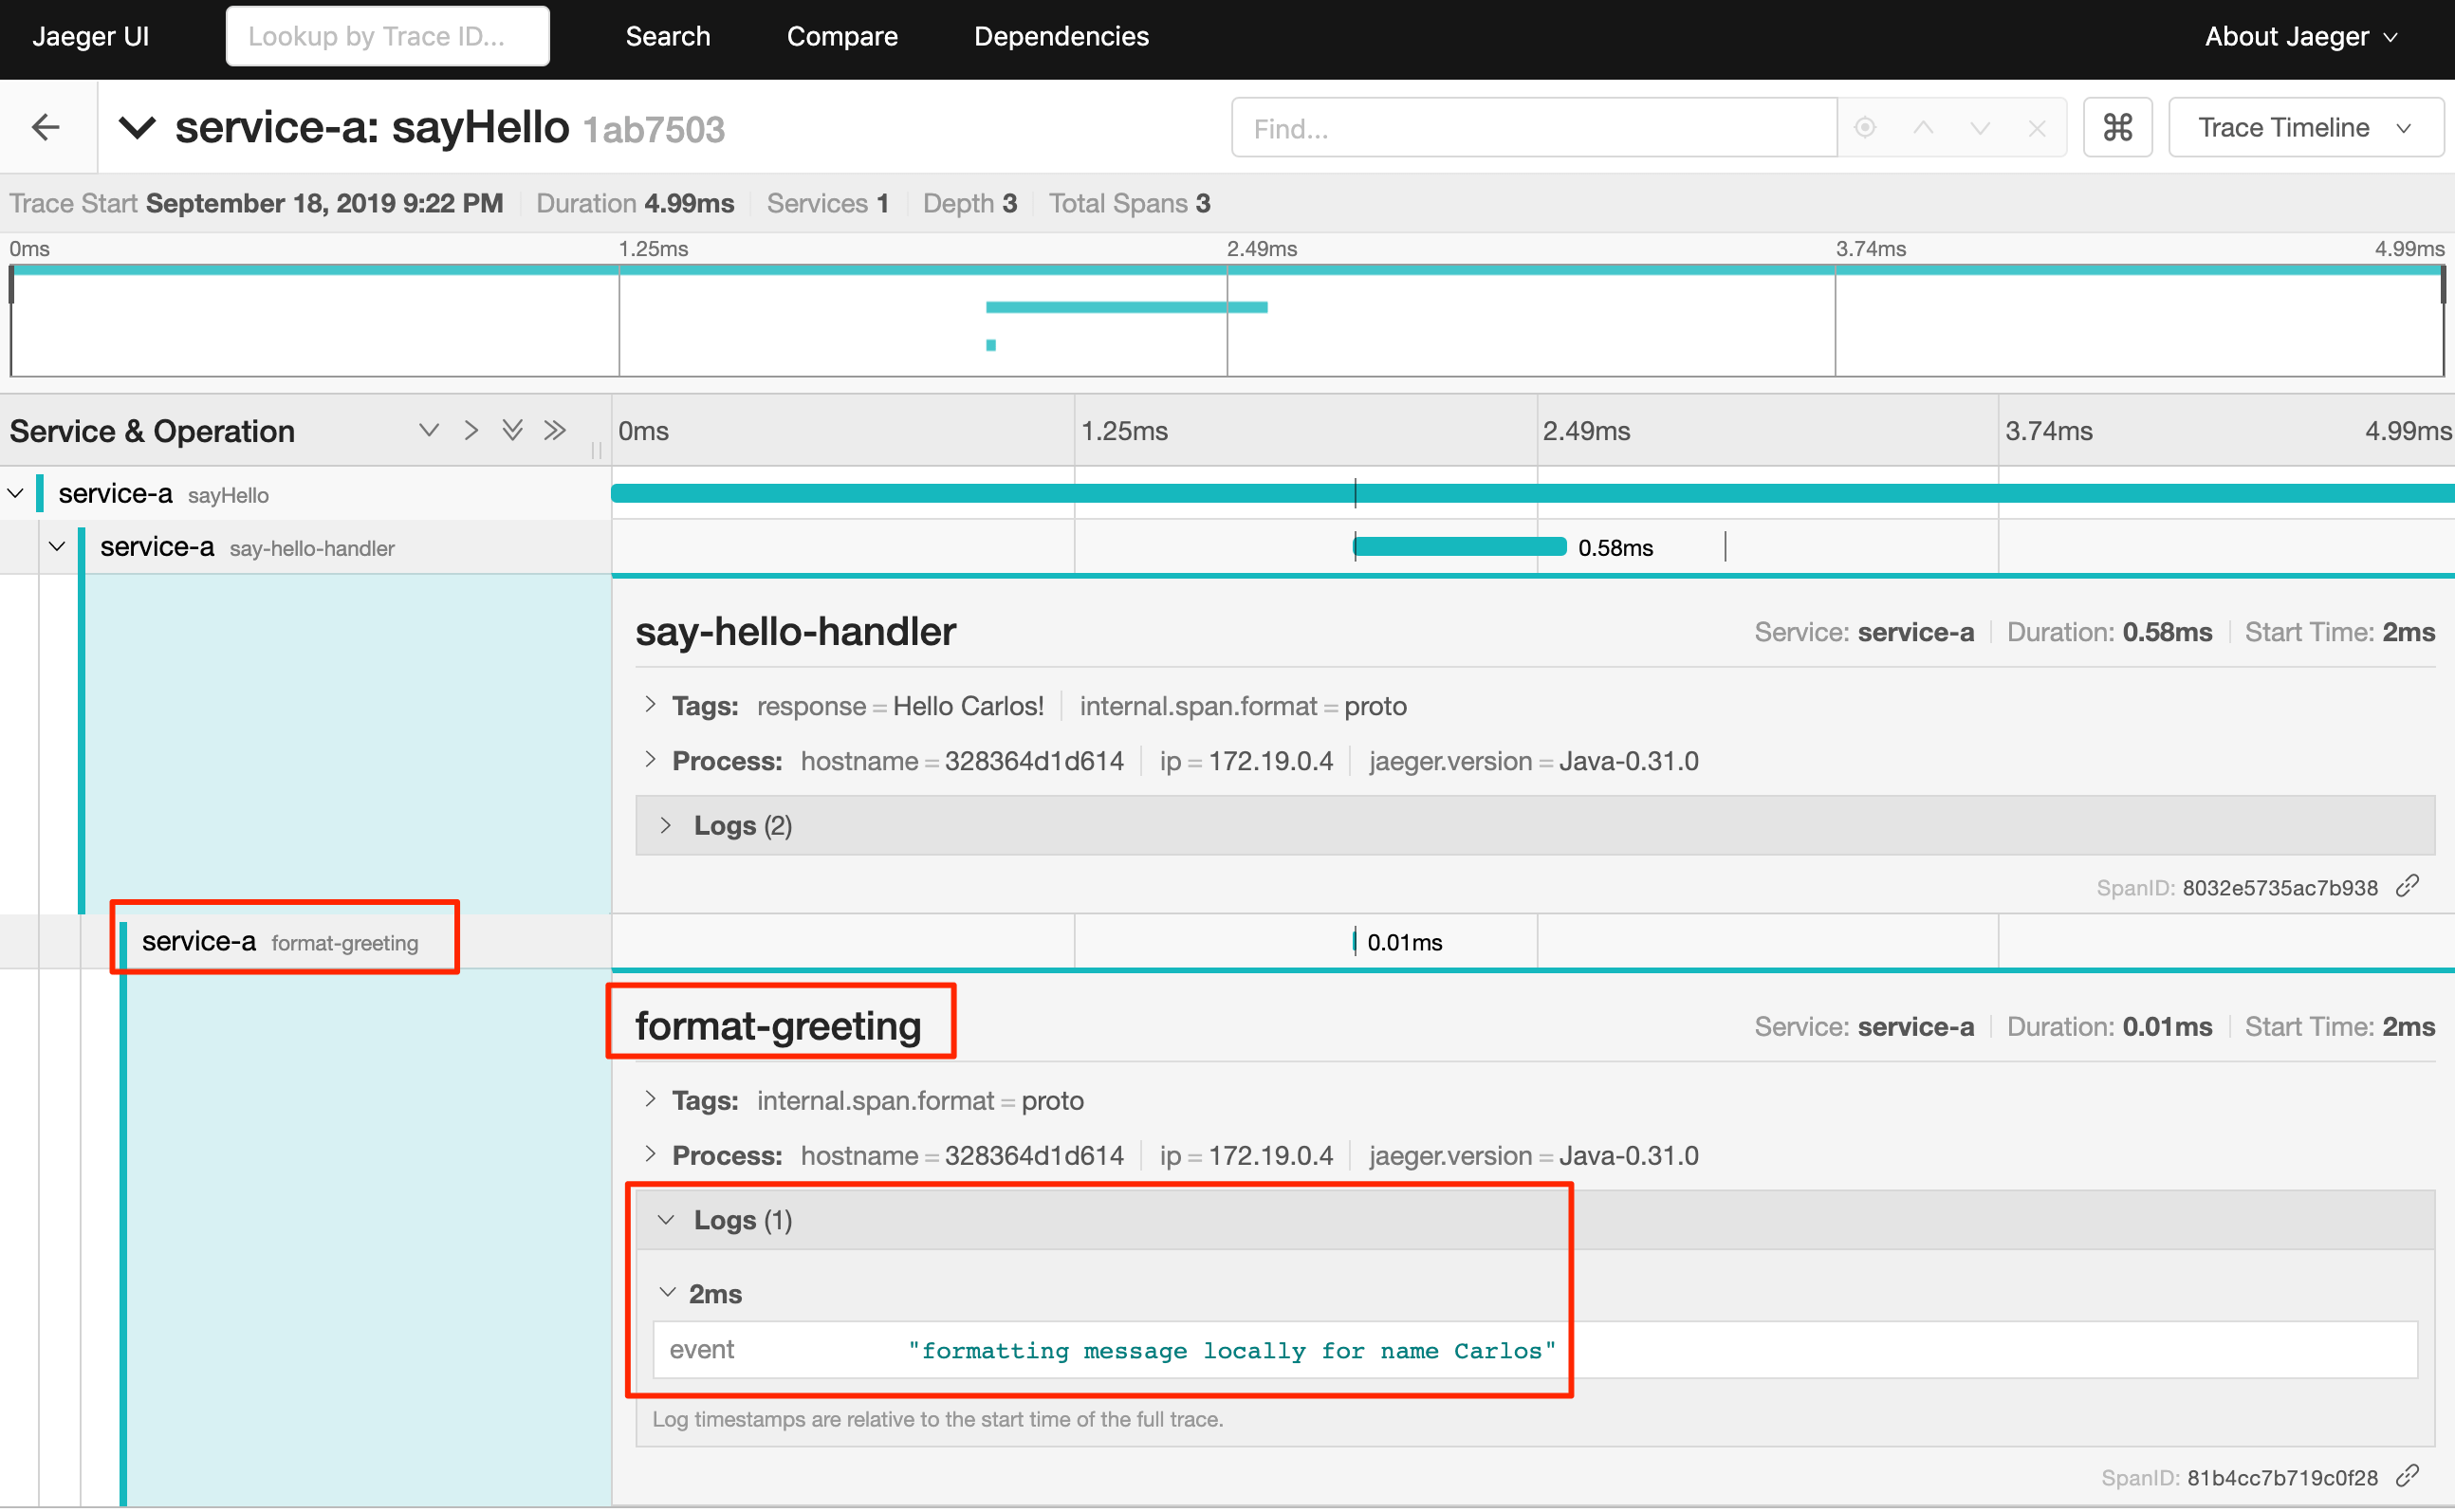 Jaeger UI Lookup by Trace ID... Search Compare Dependencies About Jaeger
service-a: sayHello 1ab7503 Find... ⌘ Trace Timeline
Trace Start September 18, 2019 9:22 PM Duration 4.99ms Services 1 Depth 3 Total Spans 3
0ms 1.25ms 2.49ms 3.74ms 4.99ms
Service & Operation 0ms 1.25ms 2.49ms 3.74ms 4.99ms
service-a sayHello
service-a say-hello-handler 0.58ms
say-hello-handler Service: service-a Duration: 0.58ms Start Time: 2ms
Tags: response = Hello Carlos! internal.span.format = proto
Process: hostname = 328364d1d614 ip = 172.19.0.4 jaeger.version = Java-0.31.0
Logs (2)
SpanID: 8032e5735ac7b938
service-a format-greeting 0.01ms
format-greeting Service: service-a Duration: 0.01ms Start Time: 2ms
Tags: internal.span.format = proto
Process: hostname = 328364d1d614 ip = 172.19.0.4 jaeger.version = Java-0.31.0
Logs (1)
2ms
event "formatting message locally for name Carlos"
Log timestamps are relative to the start time of the full trace.
SpanID: 81b4cc7b719c0f28